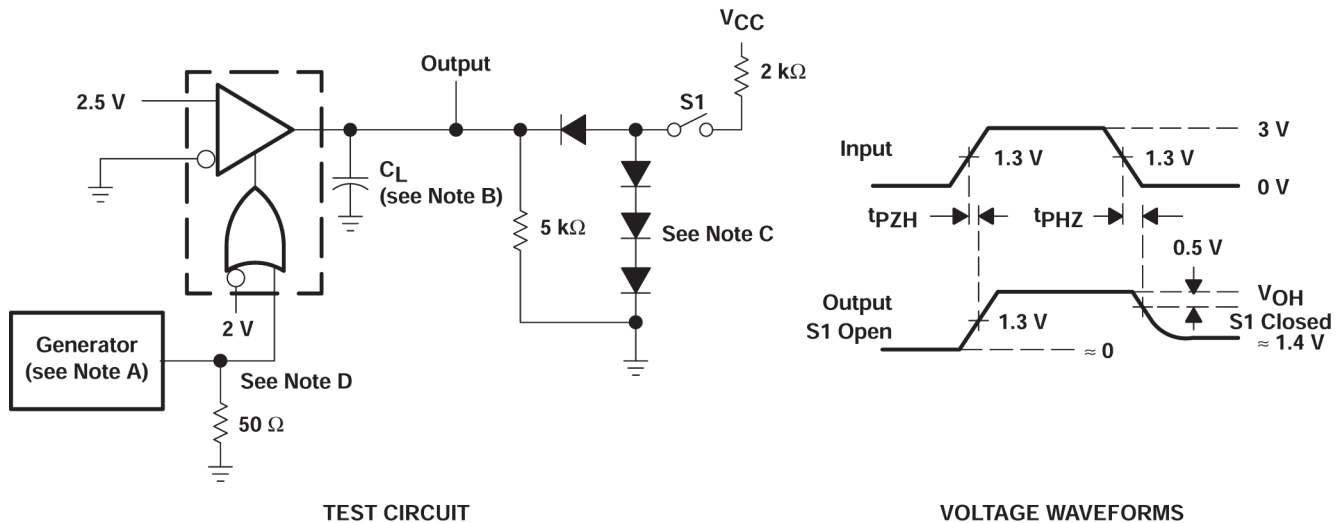 VCC
Output
2 kΩ
2.5 V
S1
CL
(see Note B)
5 kΩ
See Note C
2 V
Generator
(see Note A)
See Note D
50 Ω
TEST CIRCUIT
3 V
Input
1.3 V
1.3 V
0 V
tPZH
tPHZ
0.5 V
Output
VOH
S1 Open
1.3 V
S1 Closed
≈ 1.4 V
≈ 0
VOLTAGE WAVEFORMS